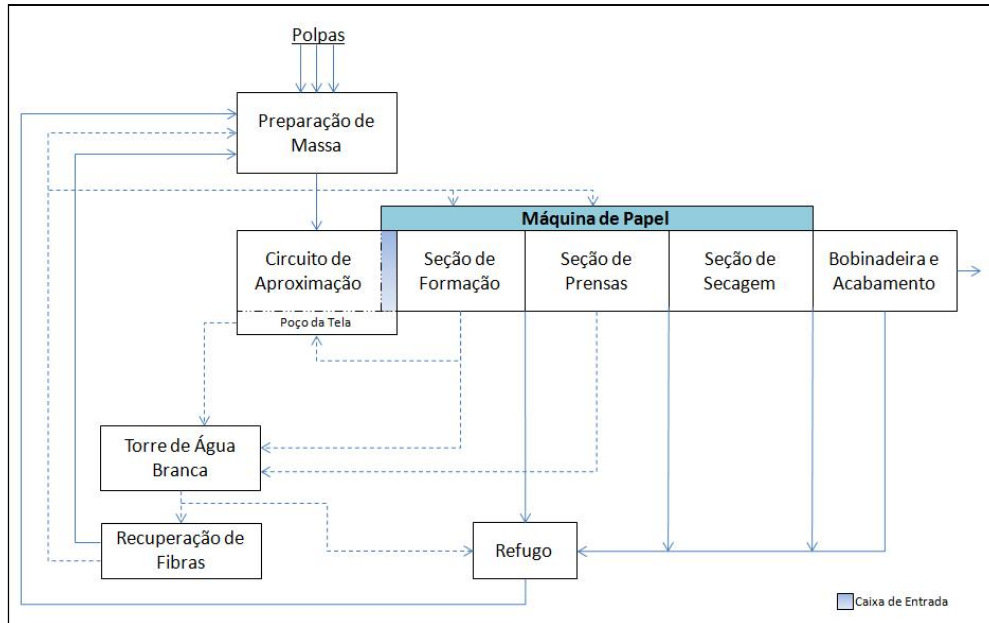 Polpas
Preparação de
Massa
Máquina de Papel
Circuito de
Aproximação
Seção de
Formação
Seção de
Prensas
Seção de
Secagem
Bobinadeira e
Acabamento
Poço da Tela
Torre de Água
Branca
Recuperação de
Fibras
Refugo
Caixa de Entrada